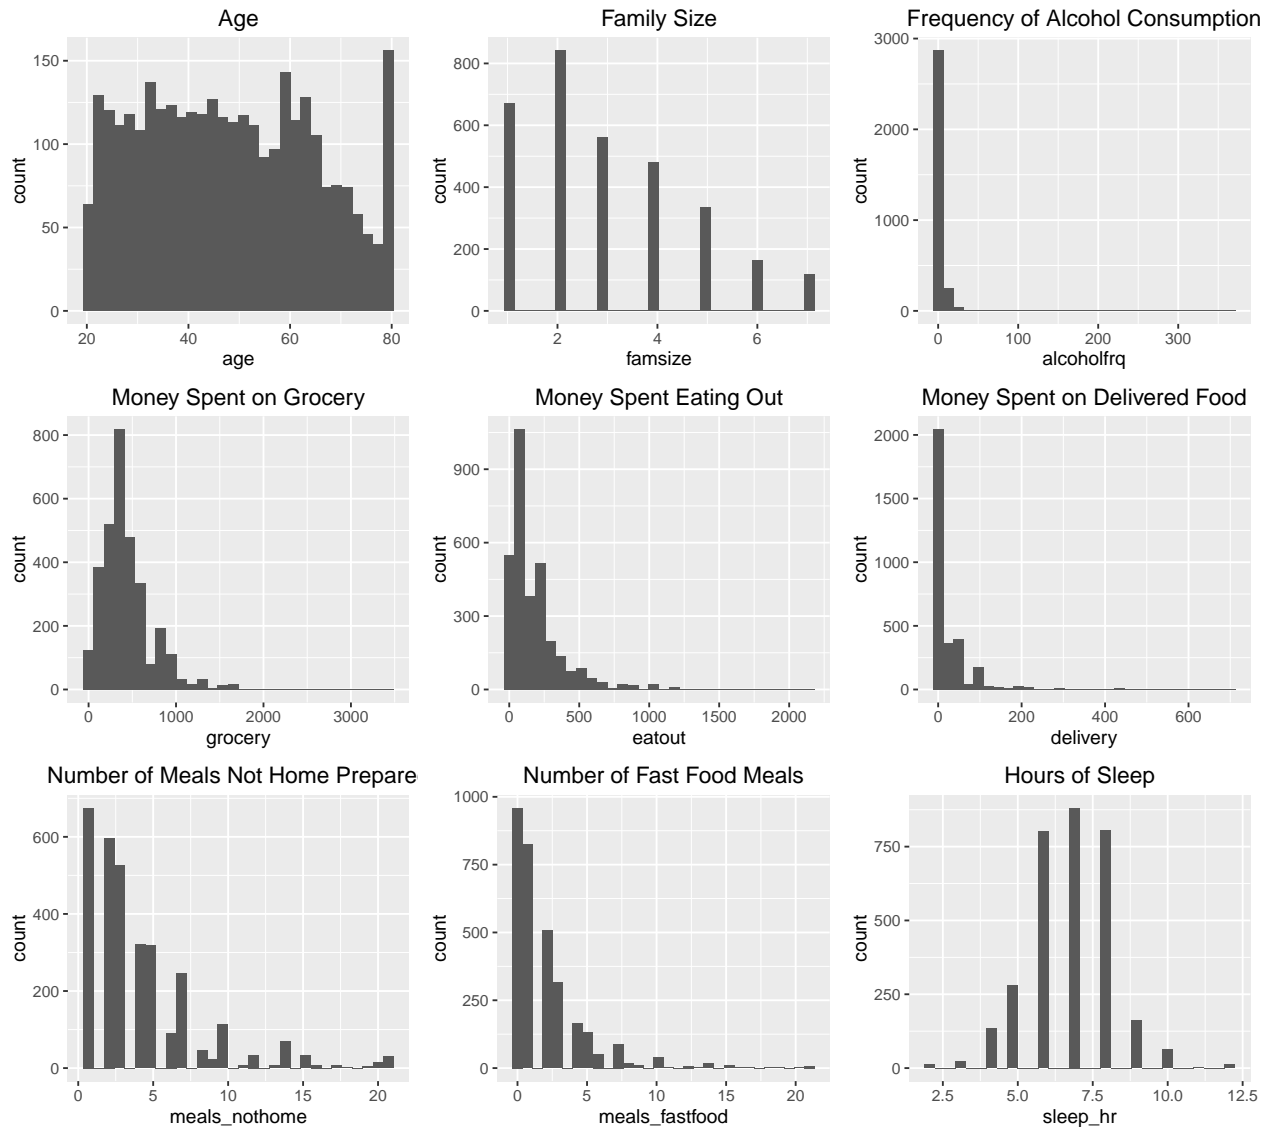 Age
150
100
50
0
count
20 40 60 80
age
Family Size
800
600
400
200
0
count
2 4 6
famsize
Frequency of Alcohol Consumption
3000
2000
1000
0
count
0 100 200 300
alcoholfrq
Money Spent on Grocery
800
600
400
200
0
count
0 1000 2000 3000
grocery
Money Spent Eating Out
900
600
300
0
count
0 500 1000 1500 2000
eatout
Money Spent on Delivered Food
2000
1500
1000
500
0
count
0 200 400 600
delivery
Number of Meals Not Home Prepare
600
400
200
0
count
0 5 10 15 20
meals_nothome
Number of Fast Food Meals
1000
750
500
250
0
count
0 5 10 15 20
meals_fastfood
Hours of Sleep
750
500
250
0
count
2.5 5.0 7.5 10.0 12.5
sleep_hr